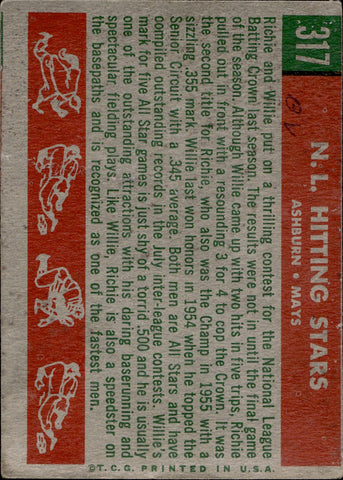 317
N. L. HITTING STARS
ASHBURN • MAYS
Richie and Willie put on a thrilling contest for the National League
Batting Crown last season. The results were not in until the final game
of the season. Although Willie came up with two hits in five trips, Richie
pulled out in front with a resounding 3 for 4 to cop the Crown. It was
the second title for Richie, who also was the Champ in 1955 with a
sizzling .355 mark. Willie last won honors in 1954 when he topped the
Senior Circuit with a .345 average. Both men are All Stars and have
compiled outstanding records in the July inter-league contests. Willie's
mark for five All Star games is just shy of a torrid .500 and he is usually
one of the outstanding attractions with his daring baserunning and
spectacular fielding plays. Like Willie, Richie is also a speedster on
the basepaths and is recognized as one of the fastest men.
©T.C.G. PRINTED IN U.S.A.